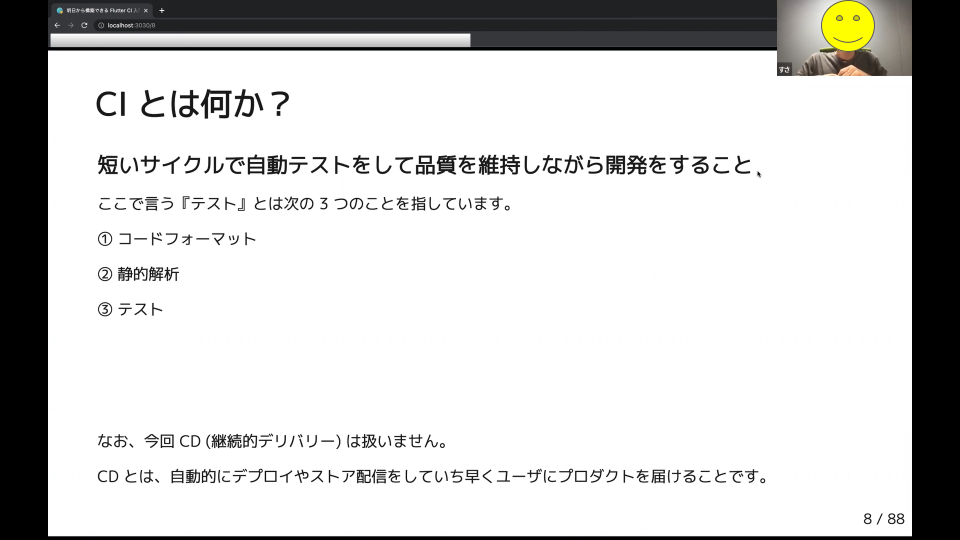 明日から構築できる Flutter CI 入
localhost:3030/8
すさ
CI とは何か？
短いサイクルで自動テストをして品質を維持しながら開発をすること。
ここで言う『テスト』とは次の 3 つのことを指しています。
① コードフォーマット
② 静的解析
③ テスト
なお、今回 CD (継続的デリバリー) は扱いません。
CD とは、自動的にデプロイやストア配信をしていち早くユーザにプロダクトを届けることです。
8 / 88